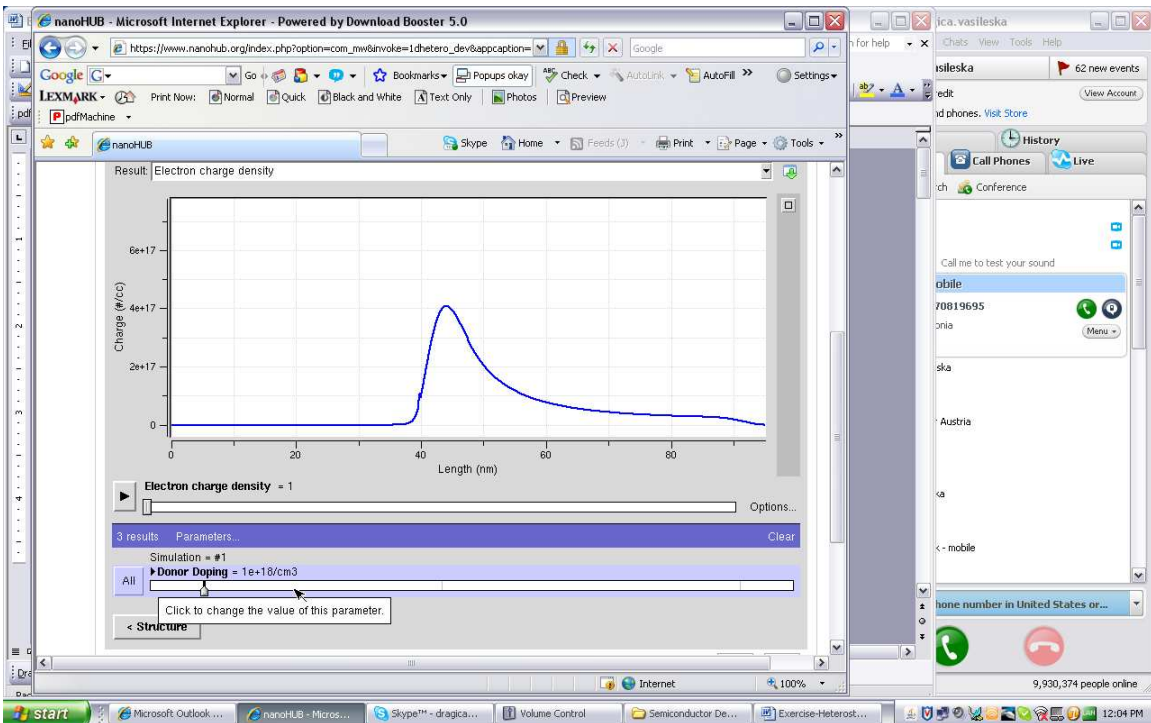 nanoHUB - Microsoft Internet Explorer - Powered by Download Booster 5.0
https://www.nanohub.org/index.php?option=com_mw&invoke=1dhetero_dev&appcaption=
Google
Google G
Go
Bookmarks
Popups okay
Check
AutoLink
AutoFill
Settings
LEXMARK
Print Now:
Normal
Quick
Black and White
Text Only
Photos
Preview
pdfMachine
nanoHUB
Skype
Home
Feeds (J)
Print
Page
Tools
Result: Electron charge density
6e+17
4e+17
2e+17
0
Charge (#/cc)
0 20 40 60 80
Length (nm)
Electron charge density = 1
Options...
3 results Parameters... Clear
Simulation = #1
All
Donor Doping = 1e+18/cm3
Click to change the value of this parameter.
< Structure
Internet
100%
for help
ica.vasileska
Chats View Tools Help
asileska
62 new events
redit
View Account
nd phones. Visit Store
History
Call Phones
Live
rch
Conference
Call me to test your sound
obile
70819695
onia
Menu
ska
Austria
ka
- mobile
hone number in United States or...
9,930,374 people online
start
Microsoft Outlook ...
nanoHUB - Micros...
Skype™ - dragica...
Volume Control
Semiconductor De...
Exercise-Heterost...
12:04 PM